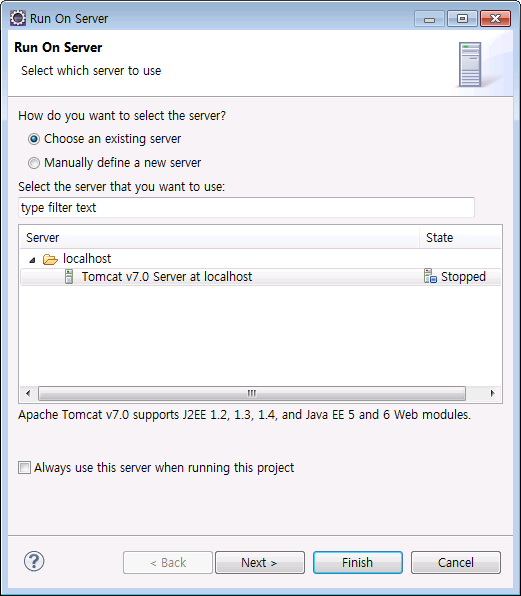 Run On Server
Run On Server
Select which server to use
How do you want to select the server?
Choose an existing server
Manually define a new server
Select the server that you want to use:
type filter text
Server State
localhost
Tomcat v7.0 Server at localhost Stopped
Apache Tomcat v7.0 supports J2EE 1.2, 1.3, 1.4, and Java EE 5 and 6 Web modules.
Always use this server when running this project
? < Back Next > Finish Cancel